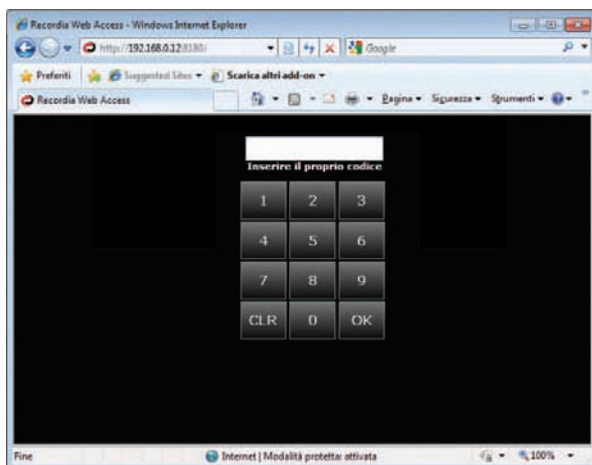 Recordia Web Access - Windows Internet Explorer
http://192.168.0.12:8180/
Google
Preferiti
Suggested Sites
Scarica altri add-on
Recordia Web Access
Pagina
Sicurezza
Strumenti
Inserire il proprio codice
1 2 3
4 5 6
7 8 9
CLR 0 OK
Fine
Internet | Modalità protetta: attivata
100%